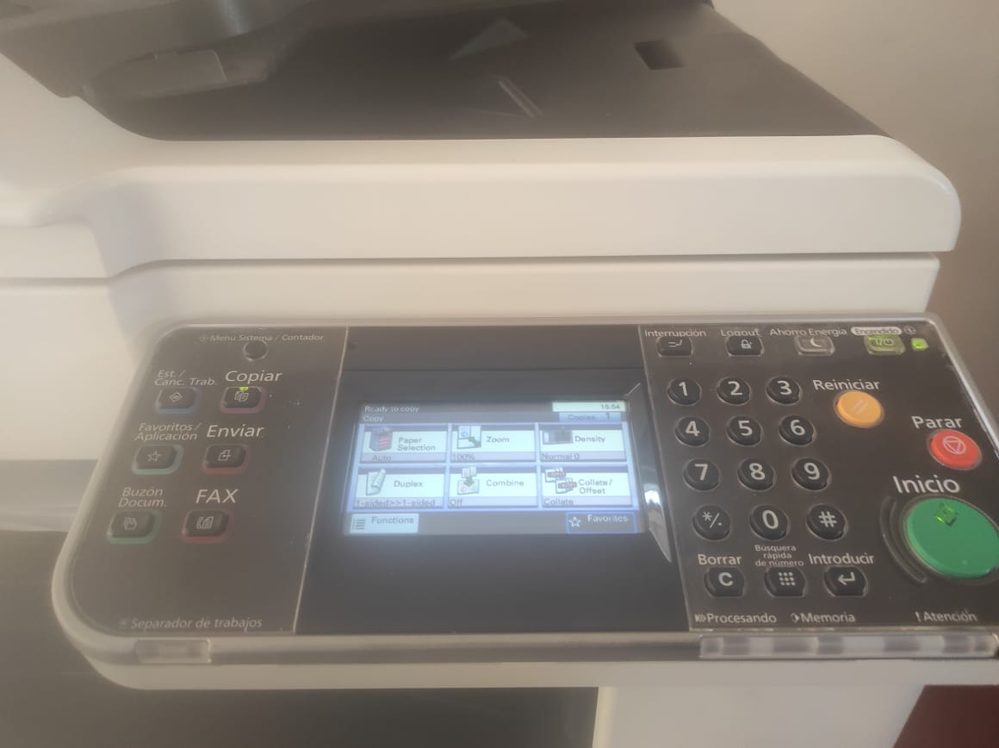 Menú Sistema / Contador
Est. /
Canc. Trab.
Copiar
Favoritos /
Aplicación
Enviar
Buzón
Docum.
FAX
Separador de trabajos
Ready to copy
15:54
Copy
Copies 1
Paper
Selection
Auto
Zoom
100%
Density
Normal 0
Duplex
1-sided>>1-sided
Combine
Off
Collate/
Offset
Collate
Functions
Favorites
Interrupción
Logout
Ahorro Energía
Encendido
1
2
3
Reiniciar
4
5
6
Parar
7
8
9
Inicio
*/.
0
#
Borrar
Búsquera
rápida
de número
Introducir
C
Procesando
Memoria
! Atención